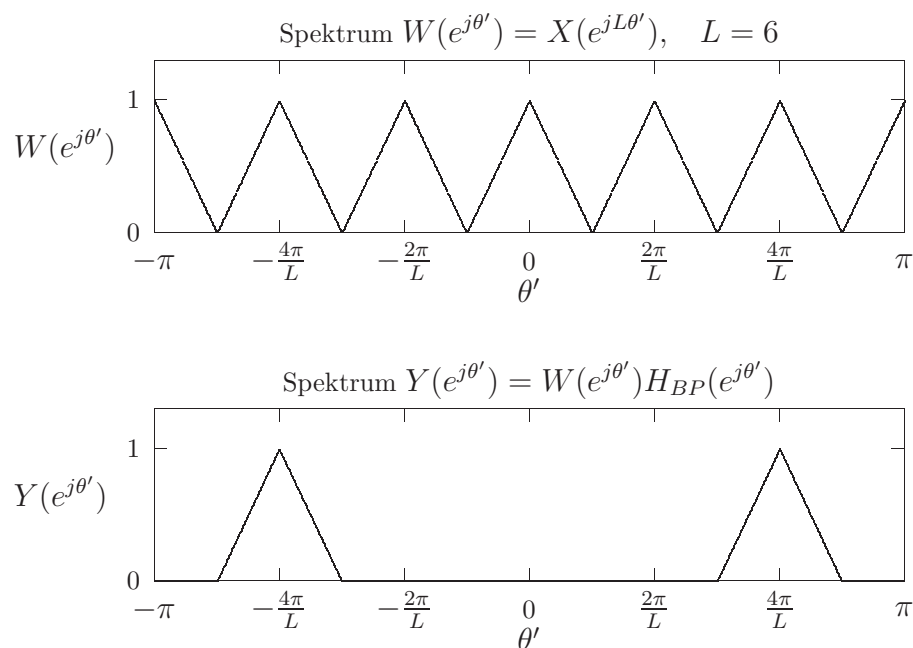 Spektrum W(e^{jθ′}) = X(e^{jLθ′}), L = 6
1
W(e^{jθ′})
0
−π −4π/L −2π/L 0 2π/L 4π/L π
θ′
Spektrum Y(e^{jθ′}) = W(e^{jθ′})H_{BP}(e^{jθ′})
1
Y(e^{jθ′})
0
−π −4π/L −2π/L 0 2π/L 4π/L π
θ′